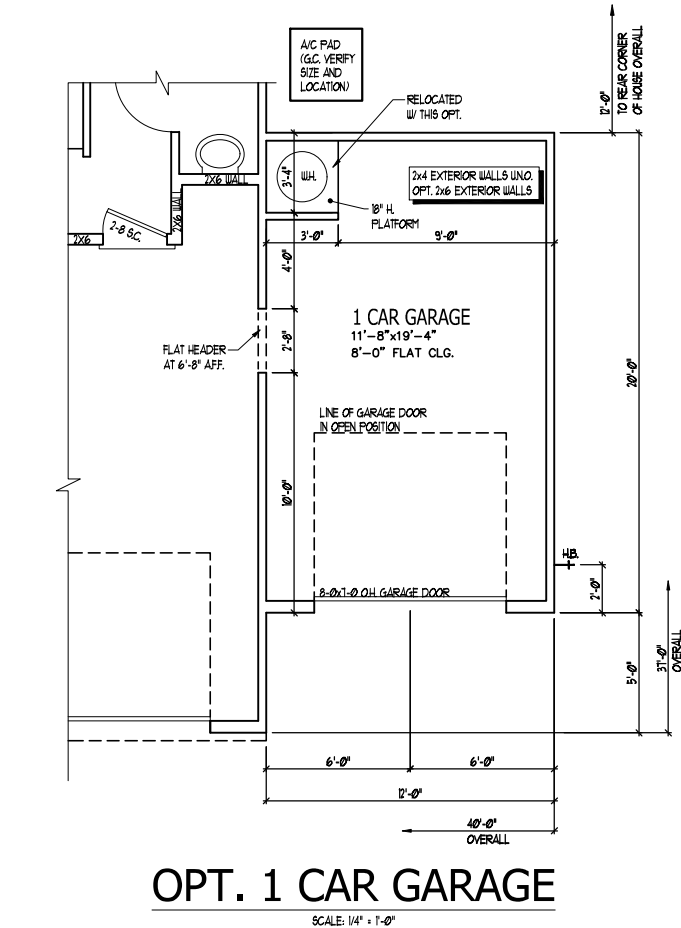 A/C PAD
(G.C. VERIFY
SIZE AND
LOCATION)
12'-0"
TO REAR CORNER
OF HOUSE OVERALL
RELOCATED
W/ THIS OPT.
W.H.
3'-4"
2x4 EXTERIOR WALLS U.N.O.
OPT. 2x6 EXTERIOR WALLS
2X6 WALL
2X6 WALL
18" H.
PLATFORM
2-8 S.C.
2X6
3'-0"
9'-0"
4'-0"
1 CAR GARAGE
11'-8"x19'-4"
8'-0" FLAT CLG.
FLAT HEADER
AT 6'-8" A.F.F.
2'-8"
20'-0"
LINE OF GARAGE DOOR
IN OPEN POSITION
10'-0"
H.B.
2'-0"
8-0x7-0 O.H. GARAGE DOOR
5'-0"
37'-0"
OVERALL
6'-0"
6'-0"
12'-0"
40'-0"
OVERALL
OPT. 1 CAR GARAGE
SCALE: 1/4" = 1'-0"